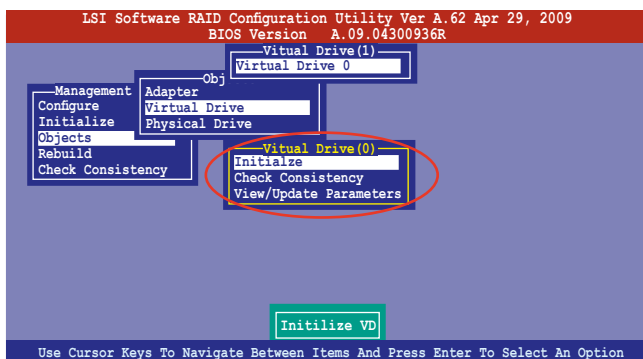 LSI Software RAID Configuration Utility Ver A.62 Apr 29, 2009
BIOS Version A.09.04300936R
Vitual Drive(1)
Virtual Drive 0
Obj
Adapter
Virtual Drive
Physical Drive
Management
Configure
Initialize
Objects
Rebuild
Check Consistency
Vitual Drive(0)
Initialze
Check Consistency
View/Update Parameters
Initilize VD
Use Cursor Keys To Navigate Between Items And Press Enter To Select An Option